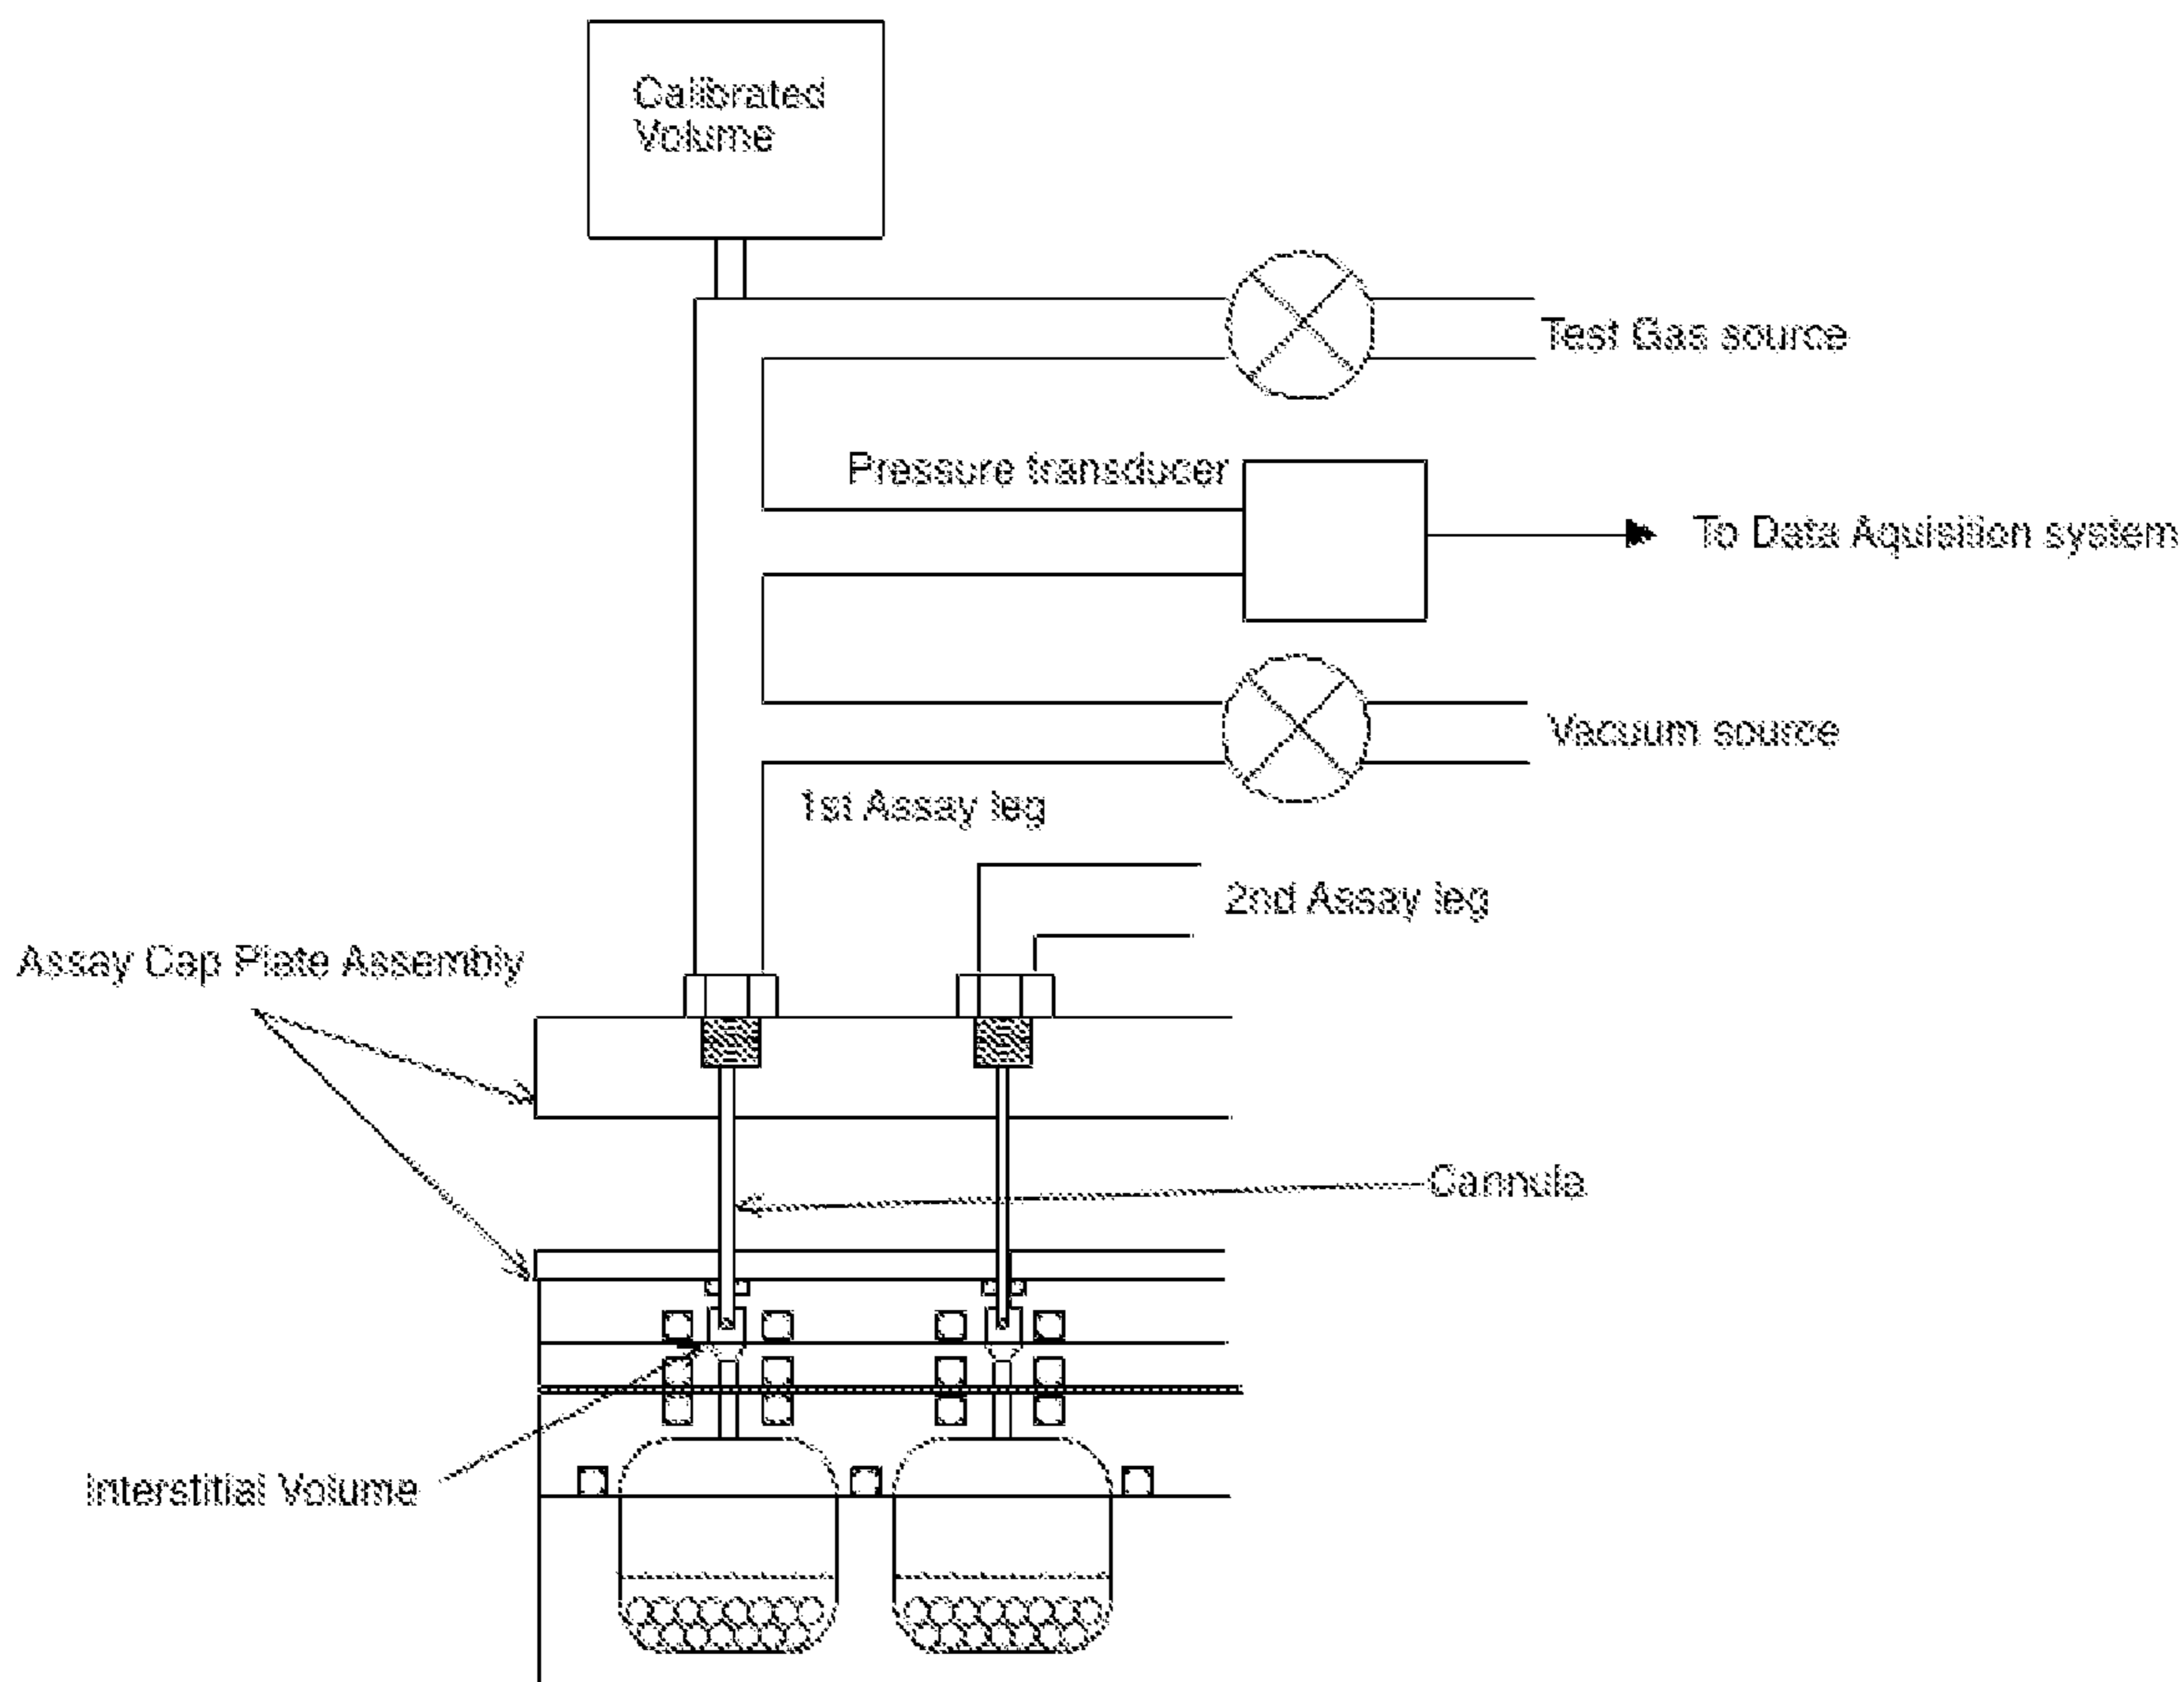 Calibrated
Volume
Test Gas source
Pressure transducer
To Data Aquisition system
Vacuum source
1st Assay leg
2nd Assay leg
Assay Cap Plate Assembly
Cannula
Interstitial Volume